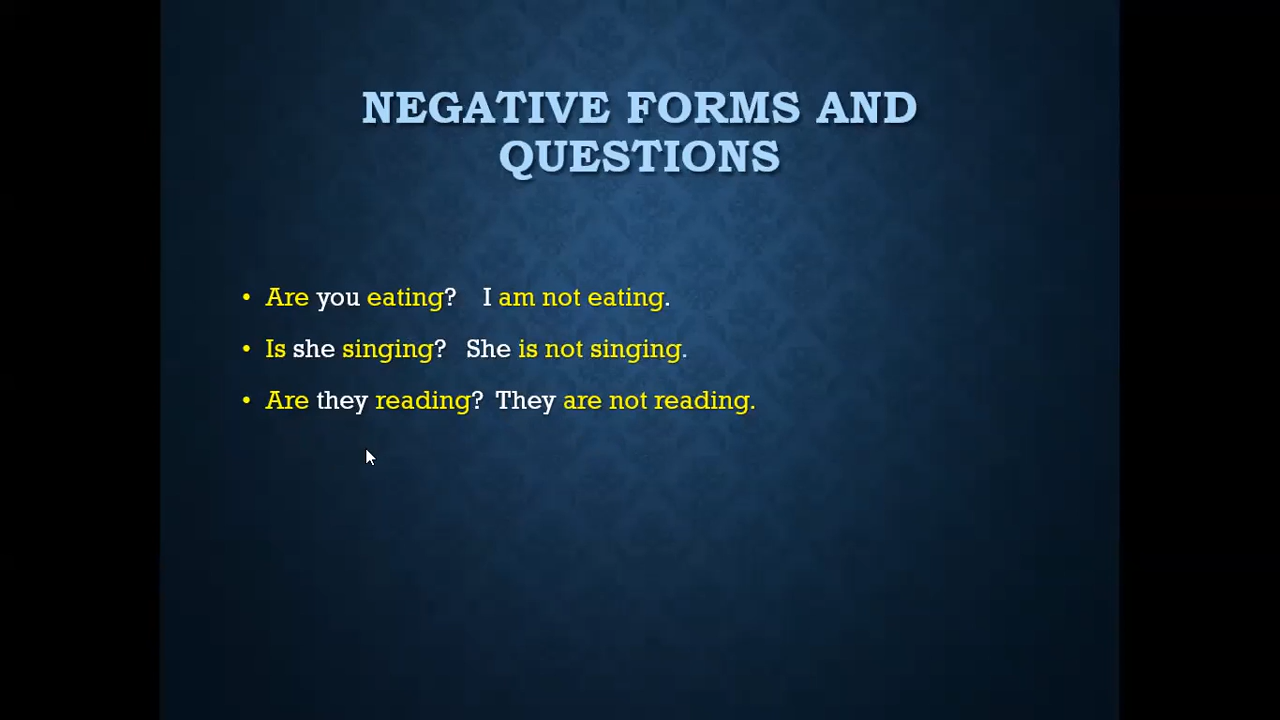 NEGATIVE FORMS AND
QUESTIONS
• Are you eating? I am not eating.
• Is she singing? She is not singing.
• Are they reading? They are not reading.